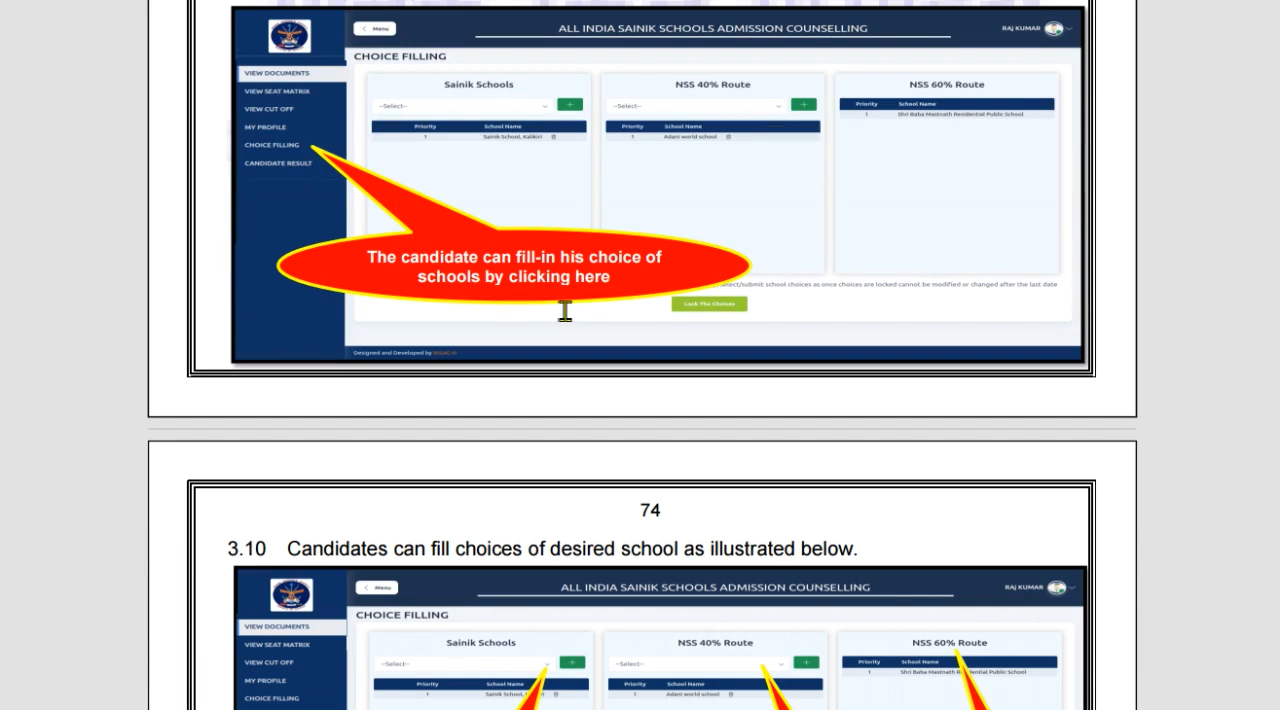 Menu
ALL INDIA SAINIK SCHOOLS ADMISSION COUNSELLING
RAJ KUMAR
CHOICE FILLING
VIEW DOCUMENTS
VIEW SEAT MATRIX
VIEW CUT OFF
MY PROFILE
CHOICE FILLING
CANDIDATE RESULT
Sainik Schools
--Select--
Priority School Name
1 Sainik School, Kalikiri
NSS 40% Route
--Select--
Priority School Name
1 Adani world school
NSS 60% Route
Priority School Name
1 Shri Baba Mastnath Residential Public School
The candidate can fill-in his choice of
schools by clicking here
select/submit school choices as once choices are locked cannot be modified or changed after the last date
Lock The Choices
Designed and Developed by
74
3.10 Candidates can fill choices of desired school as illustrated below.
Menu
ALL INDIA SAINIK SCHOOLS ADMISSION COUNSELLING
RAJ KUMAR
CHOICE FILLING
VIEW DOCUMENTS
VIEW SEAT MATRIX
VIEW CUT OFF
MY PROFILE
CHOICE FILLING
Sainik Schools
--Select--
Priority School Name
1 Sainik School,
NSS 40% Route
--Select--
Priority School Name
1 Adani world school
NSS 60% Route
Priority School Name
1 Shri Baba Mastnath Residential Public School